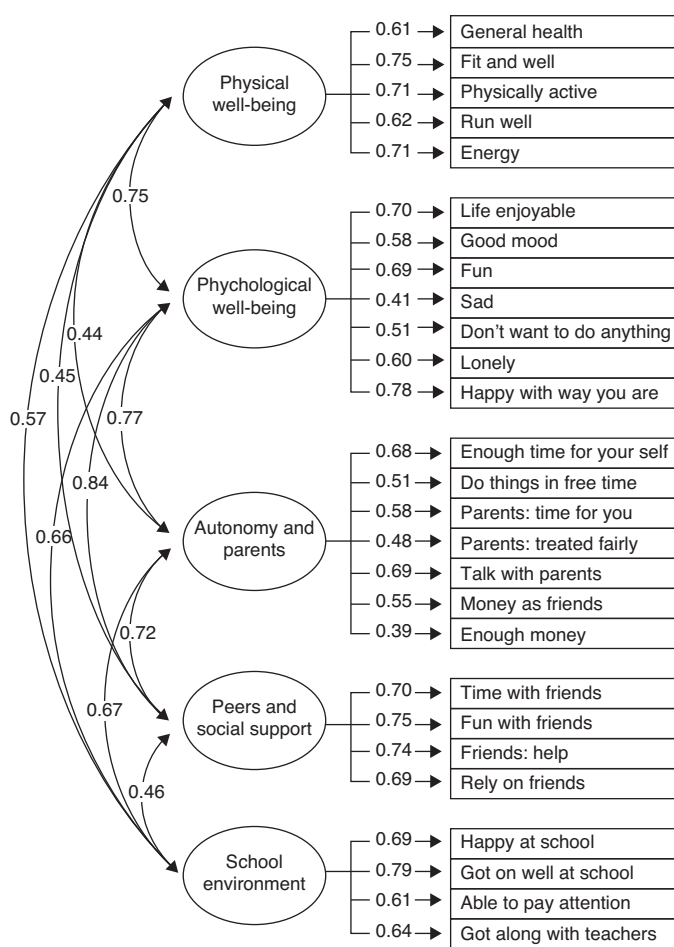 Physical
well-being
0.61 General health
0.75 Fit and well
0.71 Physically active
0.62 Run well
0.71 Energy
0.75
Phychological
well-being
0.70 Life enjoyable
0.58 Good mood
0.69 Fun
0.41 Sad
0.51 Don't want to do anything
0.60 Lonely
0.78 Happy with way you are
0.44
0.45
0.57
0.77
0.84
0.66
Autonomy and
parents
0.68 Enough time for your self
0.51 Do things in free time
0.58 Parents: time for you
0.48 Parents: treated fairly
0.69 Talk with parents
0.55 Money as friends
0.39 Enough money
0.72
0.67
Peers and
social support
0.70 Time with friends
0.75 Fun with friends
0.74 Friends: help
0.69 Rely on friends
0.46
School
environment
0.69 Happy at school
0.79 Got on well at school
0.61 Able to pay attention
0.64 Got along with teachers